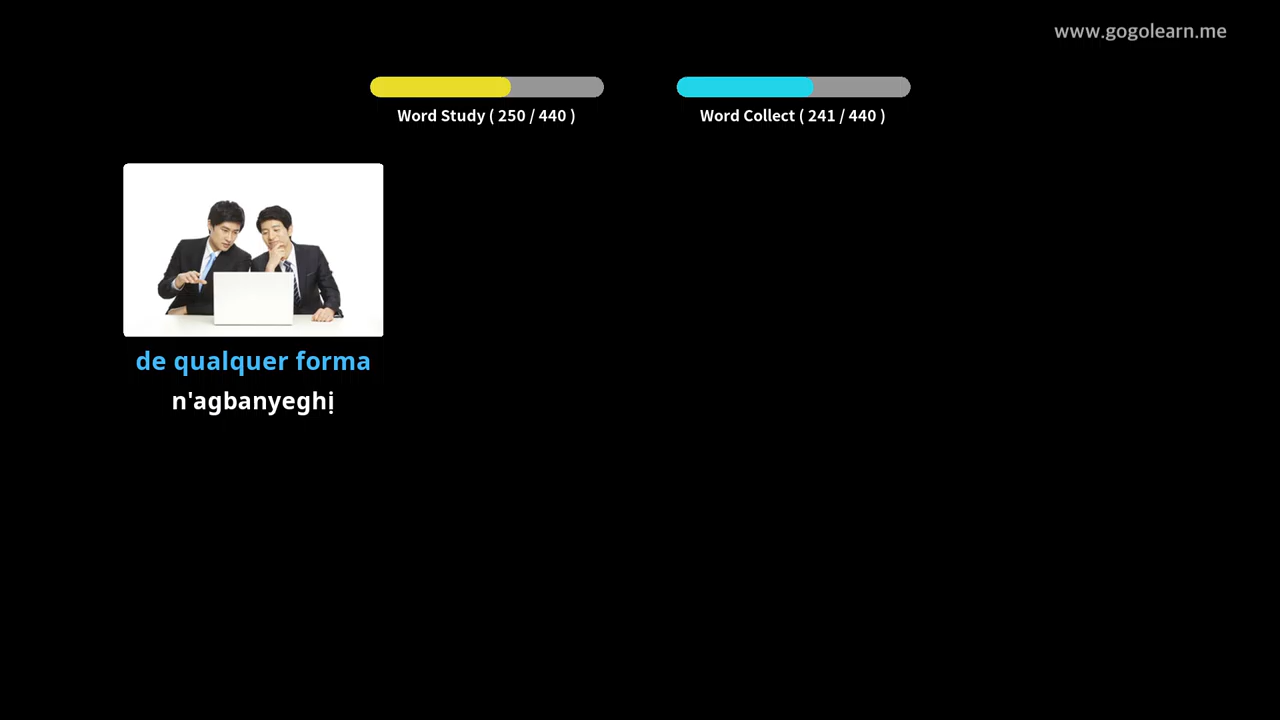 www.gogolearn.me
Word Study ( 250 / 440 )
Word Collect ( 241 / 440 )
de qualquer forma
n'agbanyeghị